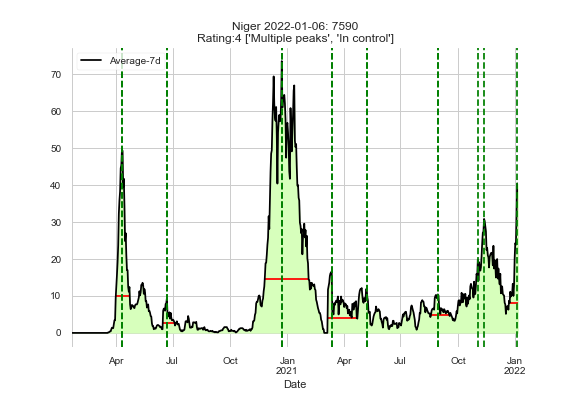 Niger 2022-01-06: 7590
Rating:4 ['Multiple peaks', 'In control']
Average-7d
70
60
50
40
30
20
10
0
Apr
Jul
Oct
Jan
2021
Apr
Jul
Oct
Jan
2022
Date